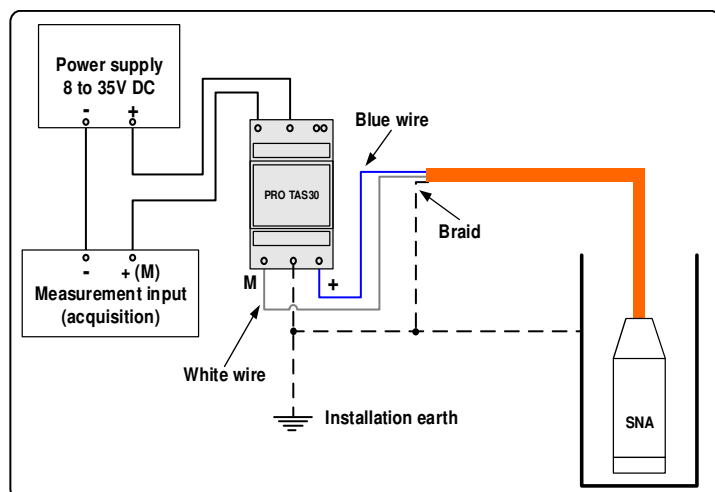 Power supply
8 to 35V DC
- +
Blue wire
PRO TAS30
Braid
- + (M)
Measurement input
(acquisition)
M +
White wire
Installation earth
SNA